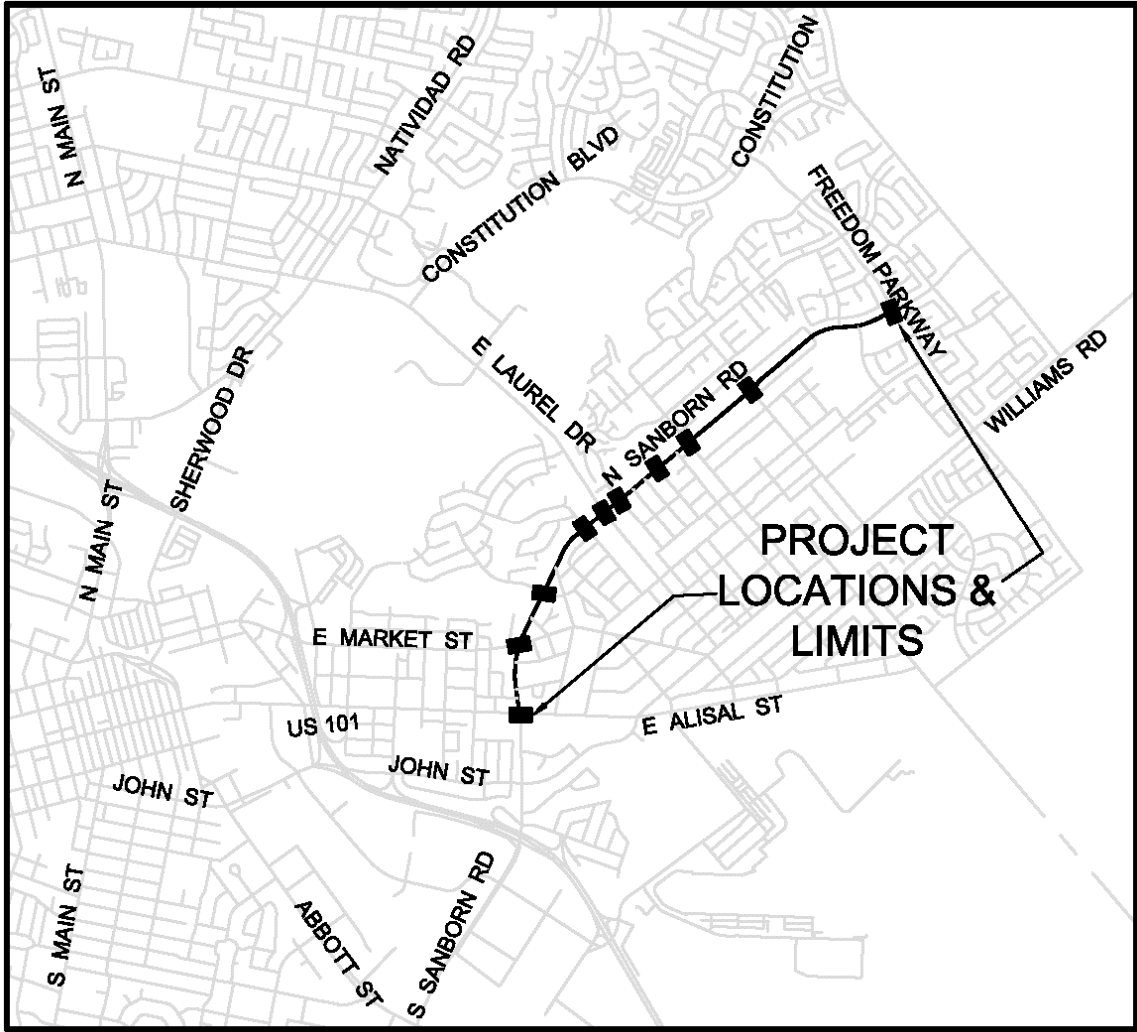 N MAIN ST
NATIVIDAD RD
CONSTITUTION
CONSTITUTION BLVD
FREEDOM PARKWAY
E LAUREL DR
N SANBORN RD
WILLIAMS RD
SHERWOOD DR
N MAIN ST
PROJECT
LOCATIONS &
LIMITS
E MARKET ST
US 101
E ALISAL ST
JOHN ST
JOHN ST
S MAIN ST
ABBOTT ST
S SANBORN RD